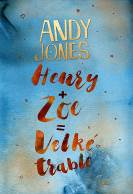 ANDY
JONES
Henry
+
Zoe
=
Velké
trable